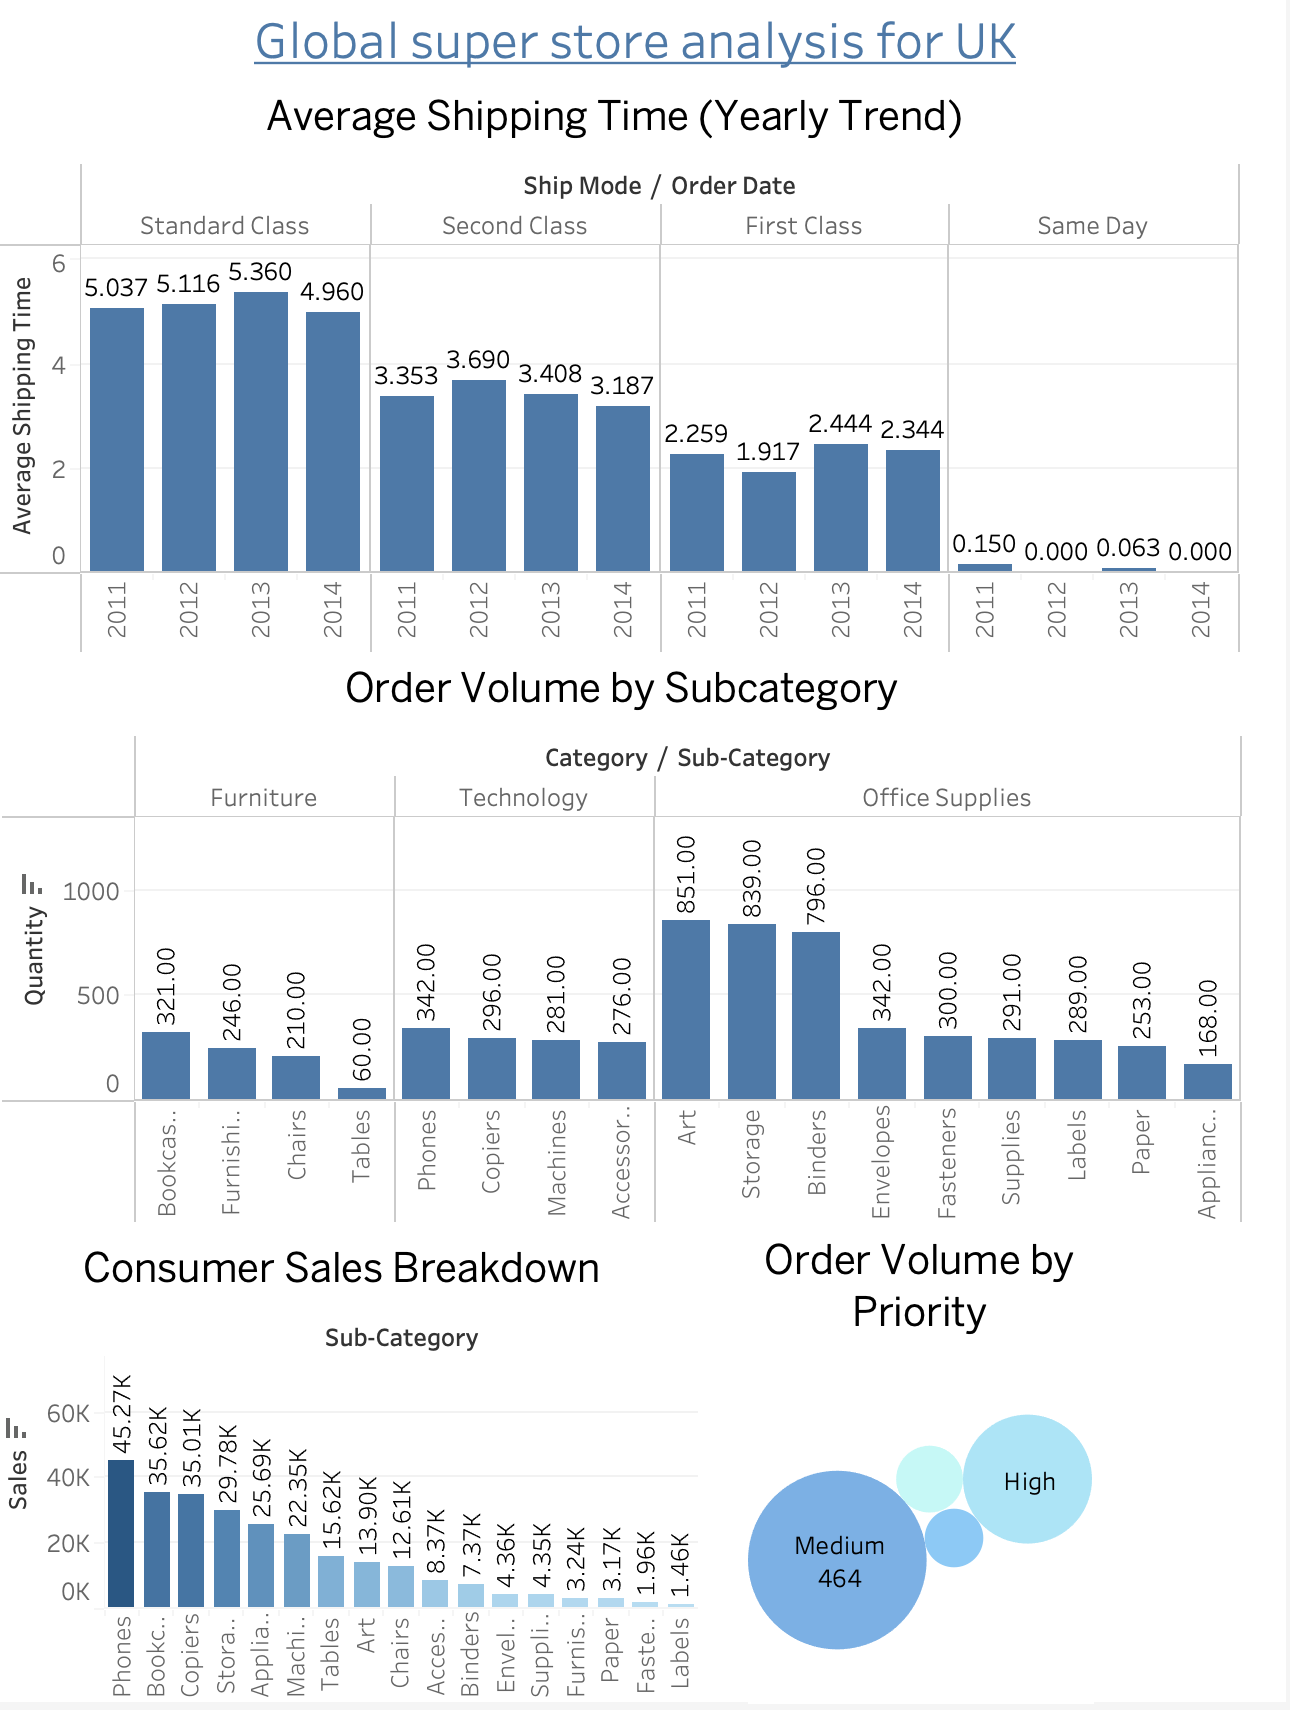 Global super store analysis for UK
Average Shipping Time (Yearly Trend)
Ship Mode / Order Date
Standard Class Second Class First Class Same Day
Average Shipping Time
6
4
2
0
5.037 5.116 5.360 4.960 3.353 3.690 3.408 3.187 2.259 1.917 2.444 2.344 0.150 0.000 0.063 0.000
2011 2012 2013 2014 2011 2012 2013 2014 2011 2012 2013 2014 2011 2012 2013 2014
Order Volume by Subcategory
Category / Sub-Category
Furniture Technology Office Supplies
Quantity
1000
500
0
321.00 246.00 210.00 60.00 342.00 296.00 281.00 276.00 851.00 839.00 796.00 342.00 300.00 291.00 289.00 253.00 168.00
Bookcas.. Furnishi.. Chairs Tables Phones Copiers Machines Accessor.. Art Storage Binders Envelopes Fasteners Supplies Labels Paper Applianc..
Consumer Sales Breakdown
Sub-Category
Sales
60K
40K
20K
0K
45.27K 35.62K 35.01K 29.78K 25.69K 22.35K 15.62K 13.90K 12.61K 8.37K 7.37K 4.36K 4.35K 3.24K 3.17K 1.96K 1.46K
Phones Bookc.. Copiers Stora.. Applia.. Machi.. Tables Art Chairs Acces.. Binders Envel.. Suppli.. Furnis.. Paper Faste.. Labels
Order Volume by
Priority
High
Medium
464